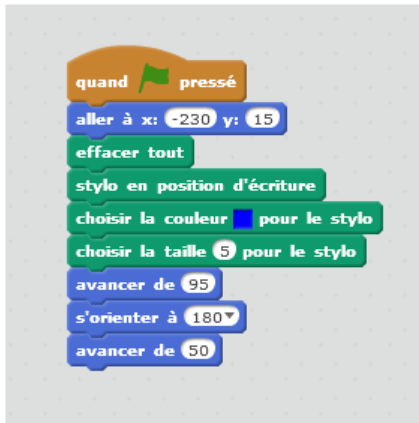 quand pressé
aller à x: -230 y: 15
effacer tout
stylo en position d'écriture
choisir la couleur pour le stylo
choisir la taille 5 pour le stylo
avancer de 95
s'orienter à 180
avancer de 50